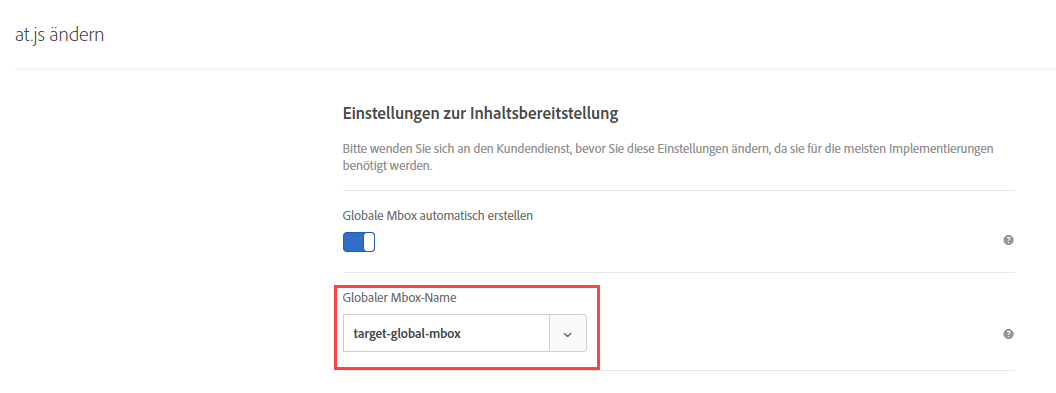 at.js ändern
Einstellungen zur Inhaltsbereitstellung
Bitte wenden Sie sich an den Kundendienst, bevor Sie diese Einstellungen ändern, da sie für die meisten Implementierungen
benötigt werden.
Globale Mbox automatisch erstellen
?
Globaler Mbox-Name
target-global-mbox
?